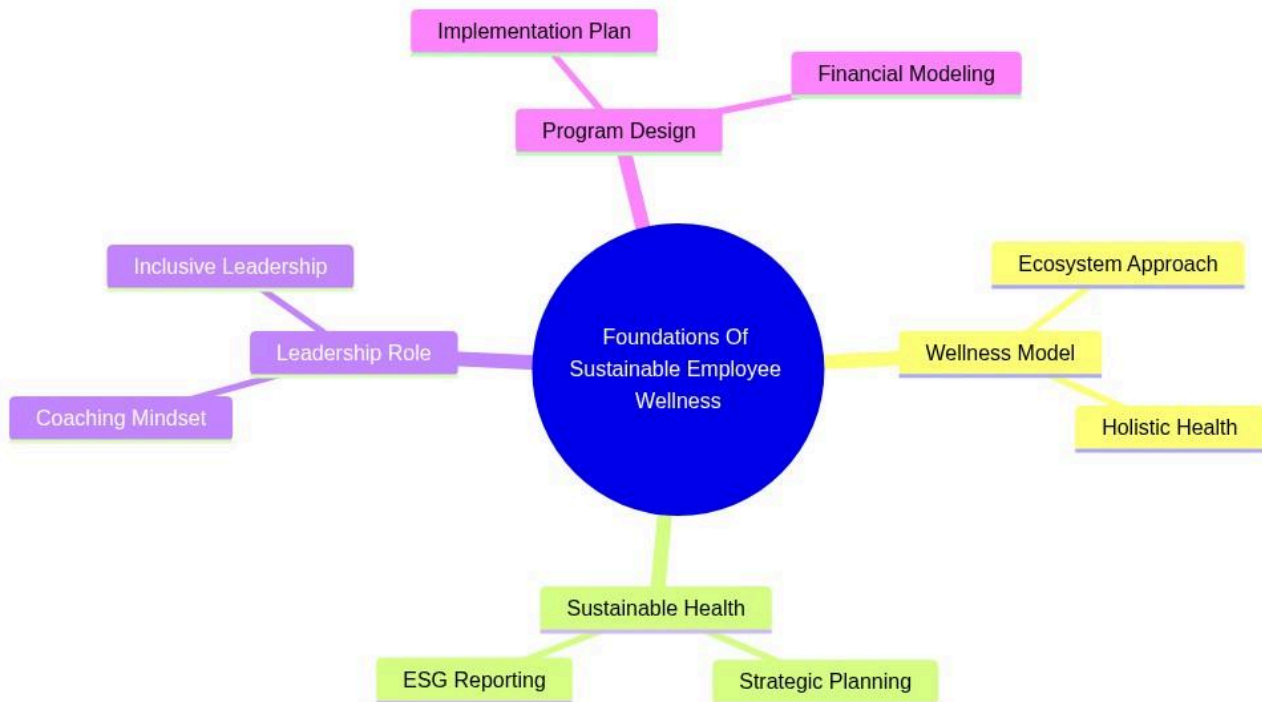 Implementation Plan
Financial Modeling
Program Design
Inclusive Leadership
Leadership Role
Coaching Mindset
Foundations Of
Sustainable Employee
Wellness
Ecosystem Approach
Wellness Model
Holistic Health
Sustainable Health
ESG Reporting
Strategic Planning